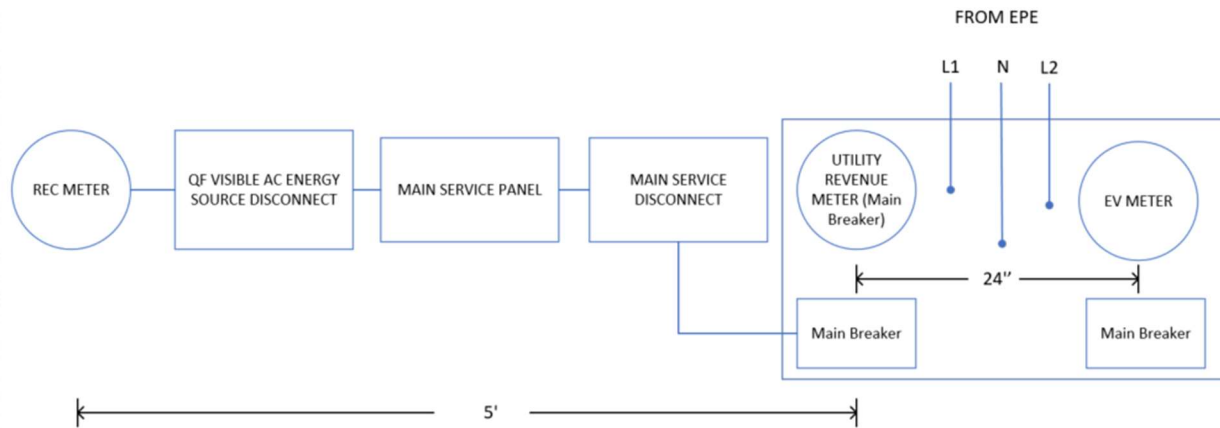 FROM EPE
L1 N L2
REC METER
QF VISIBLE AC ENERGY
SOURCE DISCONNECT
MAIN SERVICE PANEL
MAIN SERVICE
DISCONNECT
UTILITY
REVENUE
METER (Main
Breaker)
EV METER
24''
Main Breaker
Main Breaker
5'